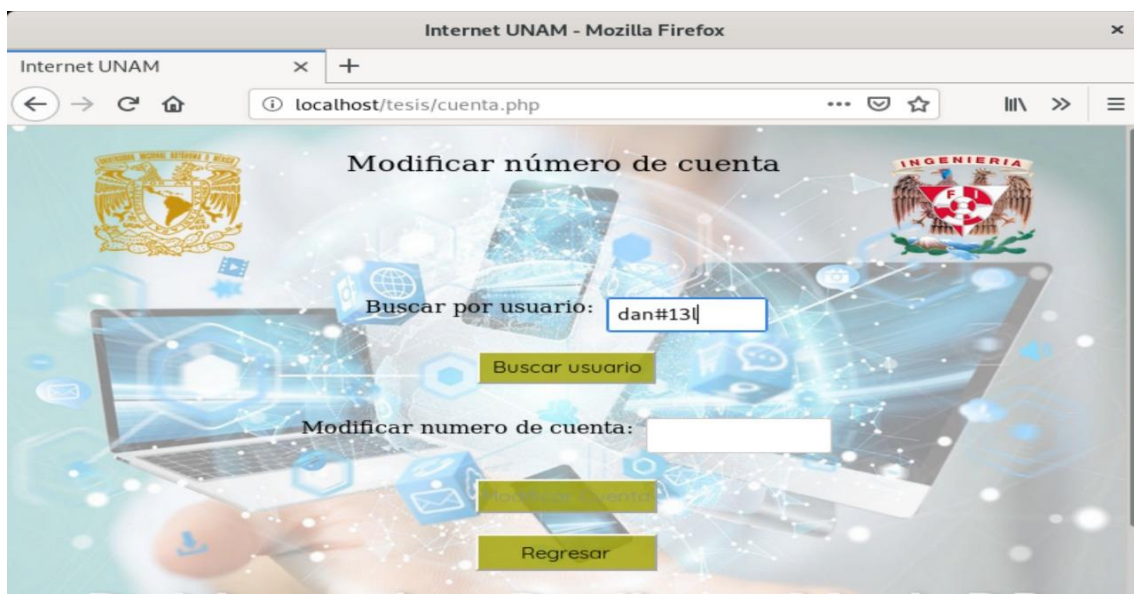 Internet UNAM - Mozilla Firefox
Internet UNAM
localhost/tesis/cuenta.php
Modificar número de cuenta
INGENIERIA
Buscar por usuario: dan#13l
Buscar usuario
Modificar numero de cuenta:
Modificar Cuenta
Regresar